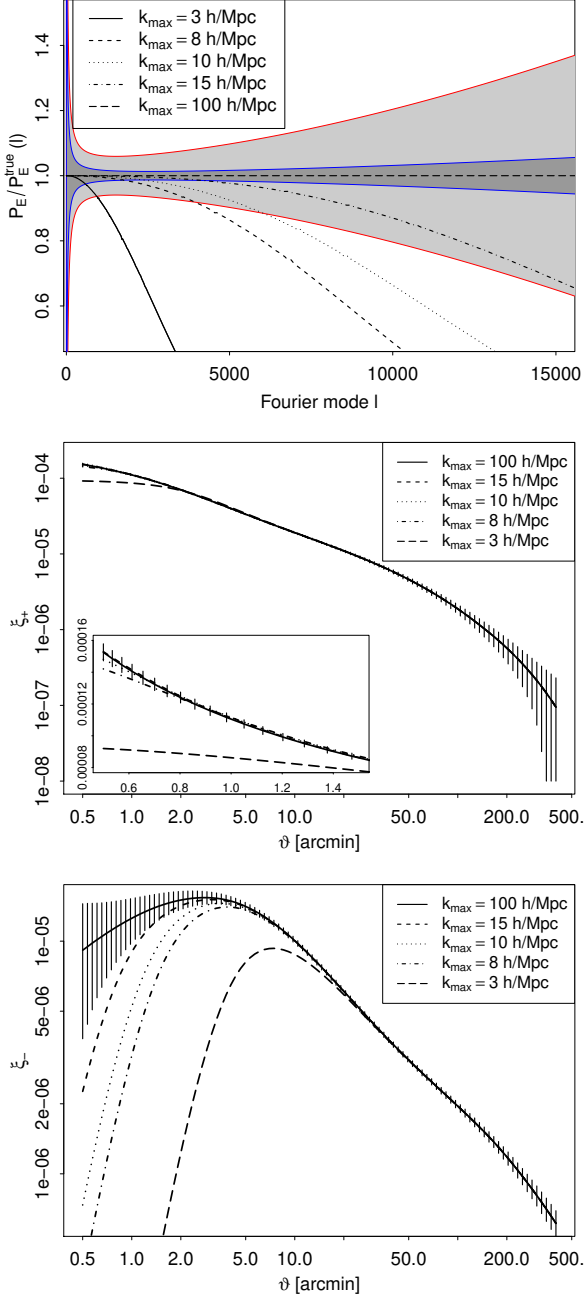 k_max = 3 h/Mpc
k_max = 8 h/Mpc
k_max = 10 h/Mpc
k_max = 15 h/Mpc
k_max = 100 h/Mpc
P_E / P_E^true (l)
1.4
1.2
1.0
0.8
0.6
0 5000 10000 15000
Fourier mode l
k_max = 100 h/Mpc
k_max = 15 h/Mpc
k_max = 10 h/Mpc
k_max = 8 h/Mpc
k_max = 3 h/Mpc
ξ+
1e−04
1e−05
1e−06
1e−07
1e−08
0.00016
0.00012
0.00008
0.6 0.8 1.0 1.2 1.4
0.5 1.0 2.0 5.0 10.0 50.0 200.0 500.
ϑ [arcmin]
k_max = 100 h/Mpc
k_max = 15 h/Mpc
k_max = 10 h/Mpc
k_max = 8 h/Mpc
k_max = 3 h/Mpc
ξ−
1e−05
5e−06
2e−06
1e−06
0.5 1.0 2.0 5.0 10.0 50.0 200.0 500.
ϑ [arcmin]